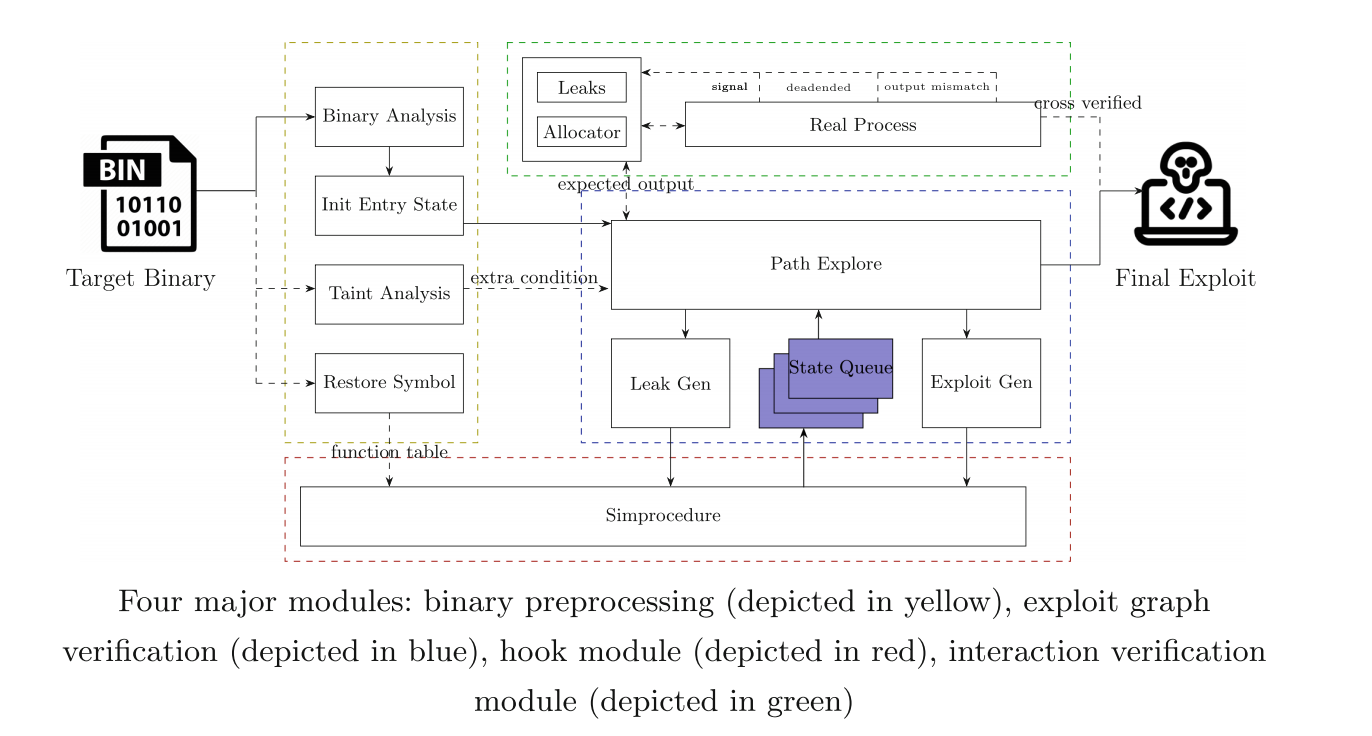 Leaks
signal
deadended
output mismatch
Binary Analysis
Allocator
Real Process
cross verified
BIN
10110
01001
Target Binary
expected output
Init Entry State
Path Explore
Final Exploit
</>
Taint Analysis
extra condition
Restore Symbol
Leak Gen
State Queue
Exploit Gen
function table
Simprocedure
Four major modules: binary preprocessing (depicted in yellow), exploit graph
verification (depicted in blue), hook module (depicted in red), interaction verification
module (depicted in green)